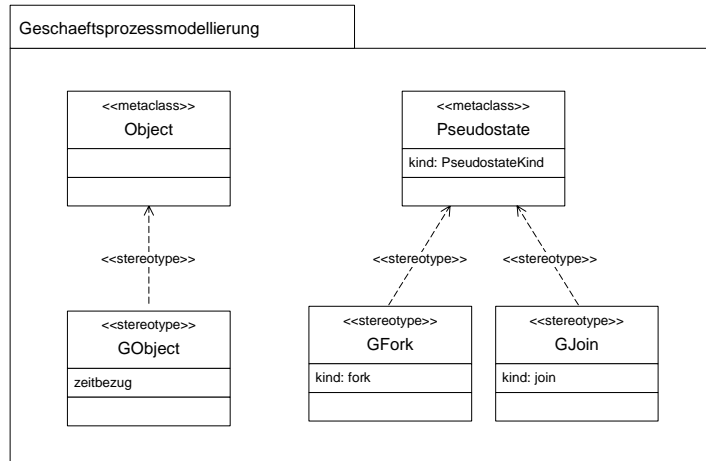 Geschaeftsprozessmodellierung
<<metaclass>>
Object
<<metaclass>>
Pseudostate
kind: PseudostateKind
<<stereotype>>
<<stereotype>>
<<stereotype>>
<<stereotype>>
GObject
zeitbezug
<<stereotype>>
GFork
kind: fork
<<stereotype>>
GJoin
kind: join